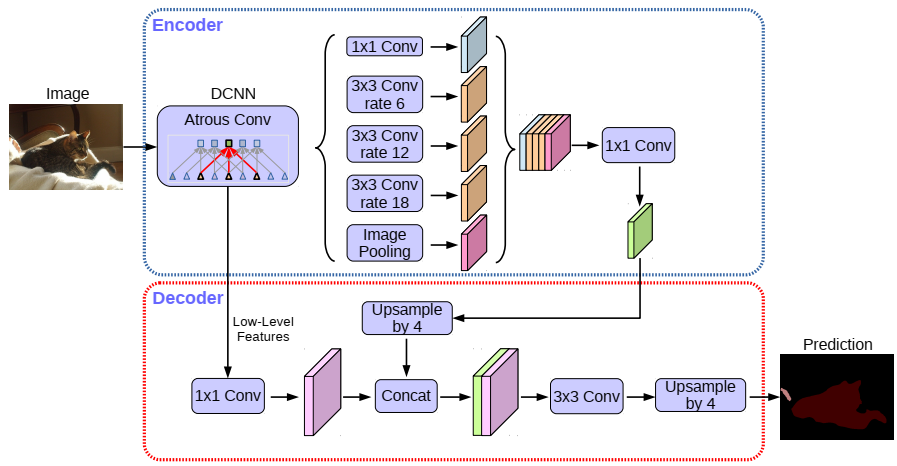 Encoder
Image
DCNN
Atrous Conv
1x1 Conv
3x3 Conv
rate 6
3x3 Conv
rate 12
3x3 Conv
rate 18
Image
Pooling
1x1 Conv
Decoder
Low-Level
Features
Upsample
by 4
1x1 Conv
Concat
3x3 Conv
Upsample
by 4
Prediction